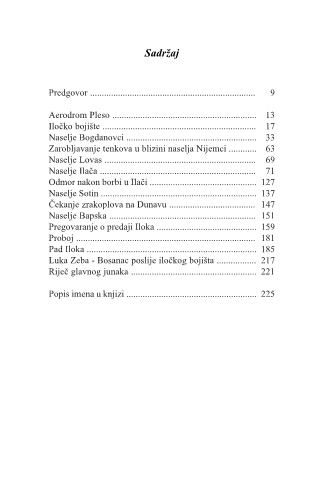 Sadržaj
Predgovor ........................................................................ 9
Aerodrom Pleso ............................................................... 13
Iločko bojište ................................................................... 17
Naselje Bogdanovci ......................................................... 33
Zarobljavanje tenkova u blizini naselja Nijemci ............ 63
Naselje Lovas .................................................................. 69
Naselje Ilača .................................................................... 71
Odmor nakon borbi u Ilači .............................................. 127
Naselje Sotin .................................................................... 137
Čekanje zrakoplova na Dunavu ...................................... 147
Naselje Bapska ................................................................ 151
Pregovaranje o predaji Iloka ........................................... 159
Proboj .............................................................................. 181
Pad Iloka .......................................................................... 185
Luka Zeba - Bosanac poslije iločkog bojišta ................. 217
Riječ glavnog junaka ....................................................... 221
Popis imena u knjizi ......................................................... 225